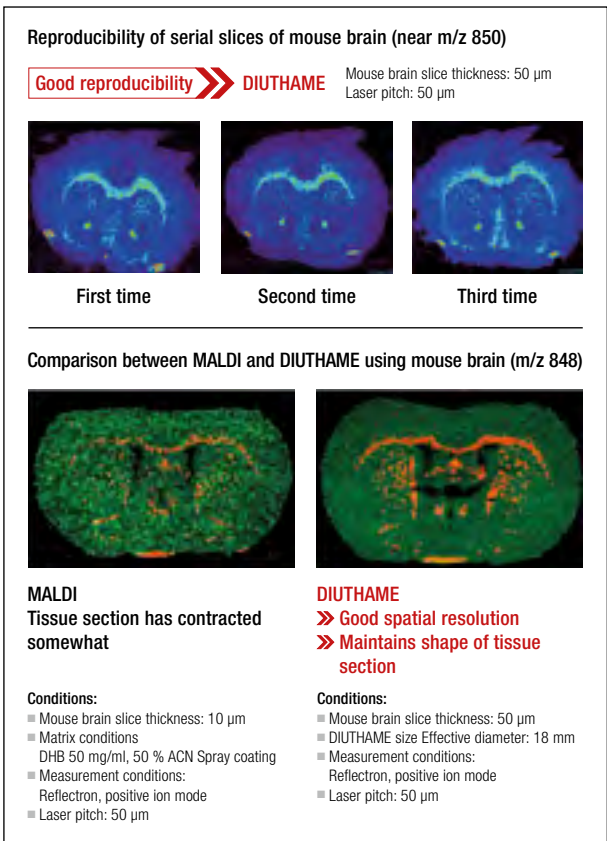 Reproducibility of serial slices of mouse brain (near m/z 850)
Good reproducibility DIUTHAME
Mouse brain slice thickness: 50 µm
Laser pitch: 50 µm
First time
Second time
Third time
Comparison between MALDI and DIUTHAME using mouse brain (m/z 848)
MALDI
Tissue section has contracted
somewhat
Conditions:
Mouse brain slice thickness: 10 µm
Matrix conditions
DHB 50 mg/ml, 50 % ACN Spray coating
Measurement conditions:
Reflectron, positive ion mode
Laser pitch: 50 µm
DIUTHAME
Good spatial resolution
Maintains shape of tissue
section
Conditions:
Mouse brain slice thickness: 50 µm
DIUTHAME size Effective diameter: 18 mm
Measurement conditions:
Reflectron, positive ion mode
Laser pitch: 50 µm